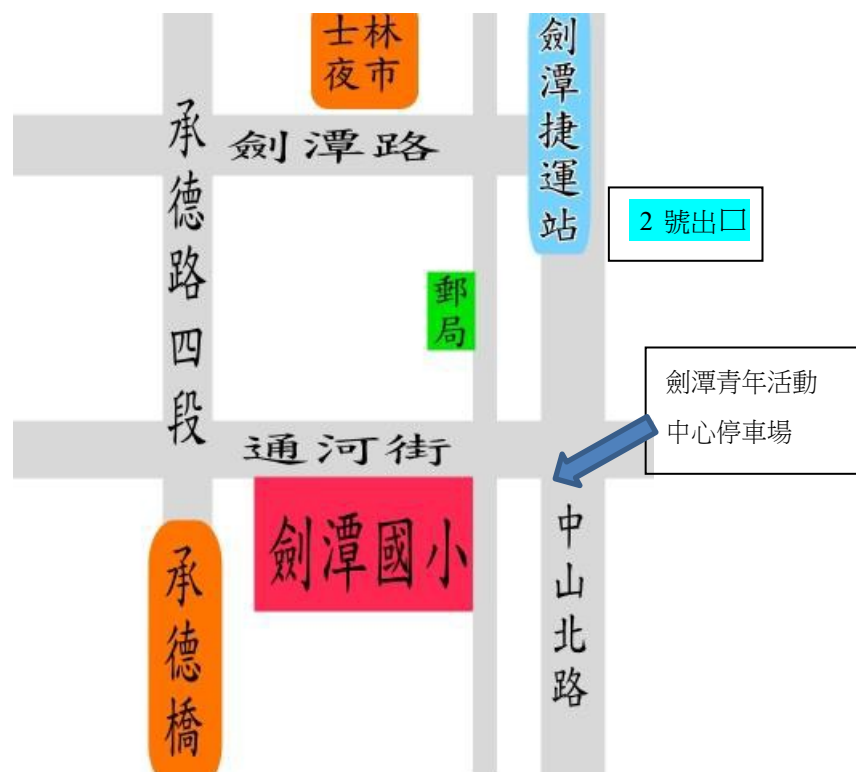 士林
夜市
劍潭捷運站
承德路四段
劍潭路
2 號出口
郵局
劍潭青年活動
中心停車場
通河街
劍潭國小
中山北路
承德橋